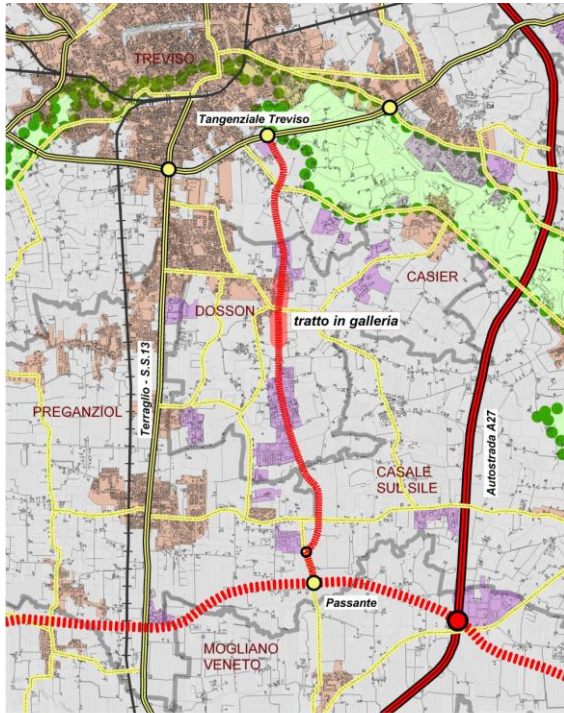 TREVISO
Tangenziale Treviso
CASIER
DOSSON
tratto in galleria
Terraglio - S.S.13
PREGANZIOL
Autostrada A27
CASALE
SUL SILE
Passante
MOGLIANO
VENETO